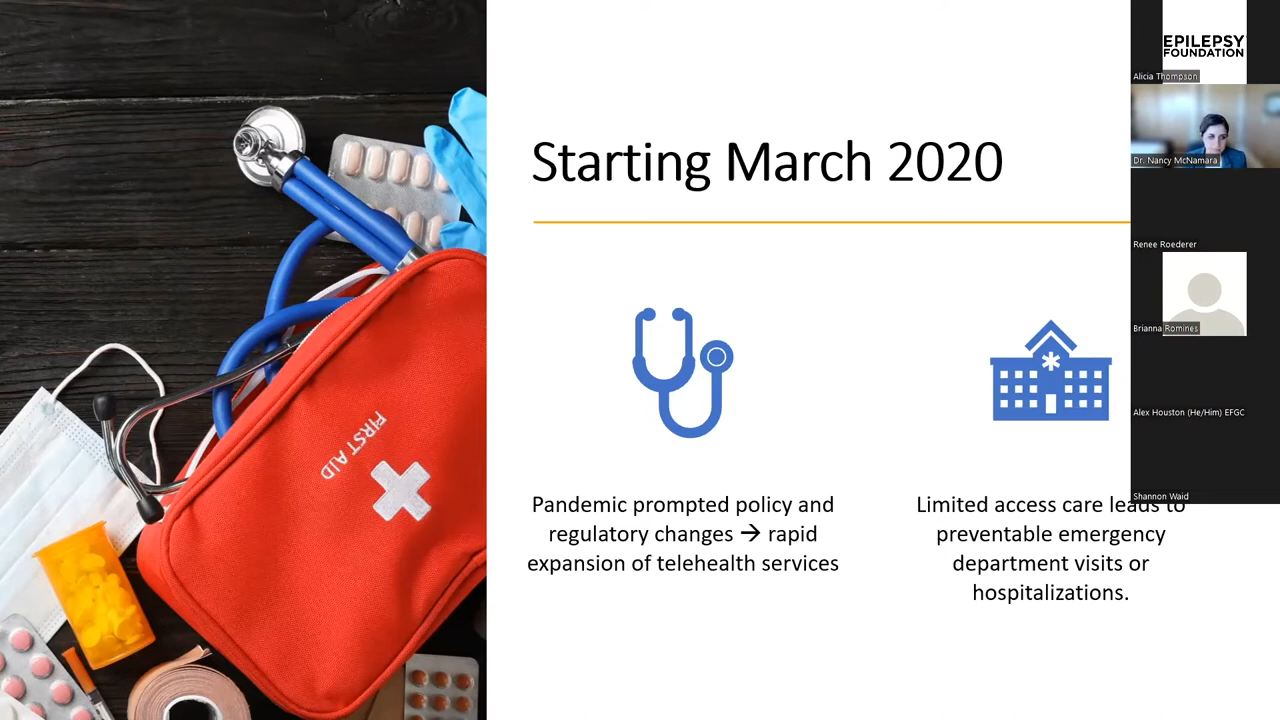 Starting March 2020
Pandemic prompted policy and
regulatory changes → rapid
expansion of telehealth services
Limited access care leads to
preventable emergency
department visits or
hospitalizations.
FIRST AID
EPILEPSY
FOUNDATION
Alicia Thompson
Dr. Nancy McNamara
Renee Roederer
Brianna Romines
Alex Houston (He/Him) EFGC
Shannon Waid